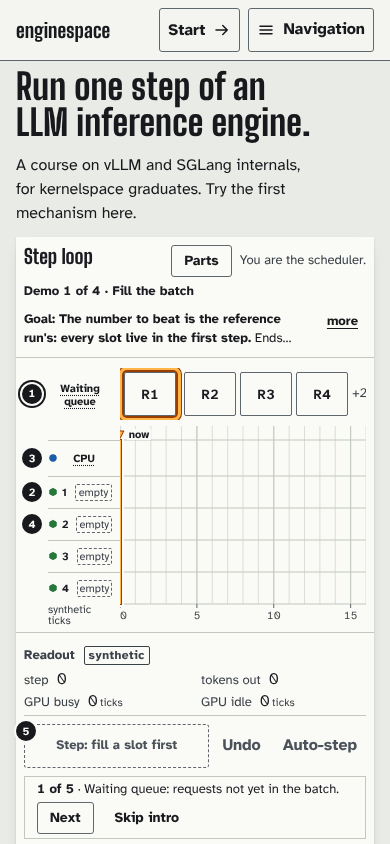 enginespace
Start →
Navigation
Run one step of an
LLM inference engine.
A course on vLLM and SGLang internals,
for kernelspace graduates. Try the first
mechanism here.
Step loop
Parts
You are the scheduler.
Demo 1 of 4 · Fill the batch
Goal: The number to beat is the reference
run's: every slot live in the first step. Ends...
more
1
Waiting
queue
R1
R2
R3
R4
+2
now
3
CPU
2
1
empty
4
2
empty
3
empty
4
empty
synthetic
ticks
0
5
10
15
Readout
synthetic
step 0
tokens out 0
GPU busy 0 ticks
GPU idle 0 ticks
5
Step: fill a slot first
Undo
Auto-step
1 of 5 · Waiting queue: requests not yet in the batch.
Next
Skip intro